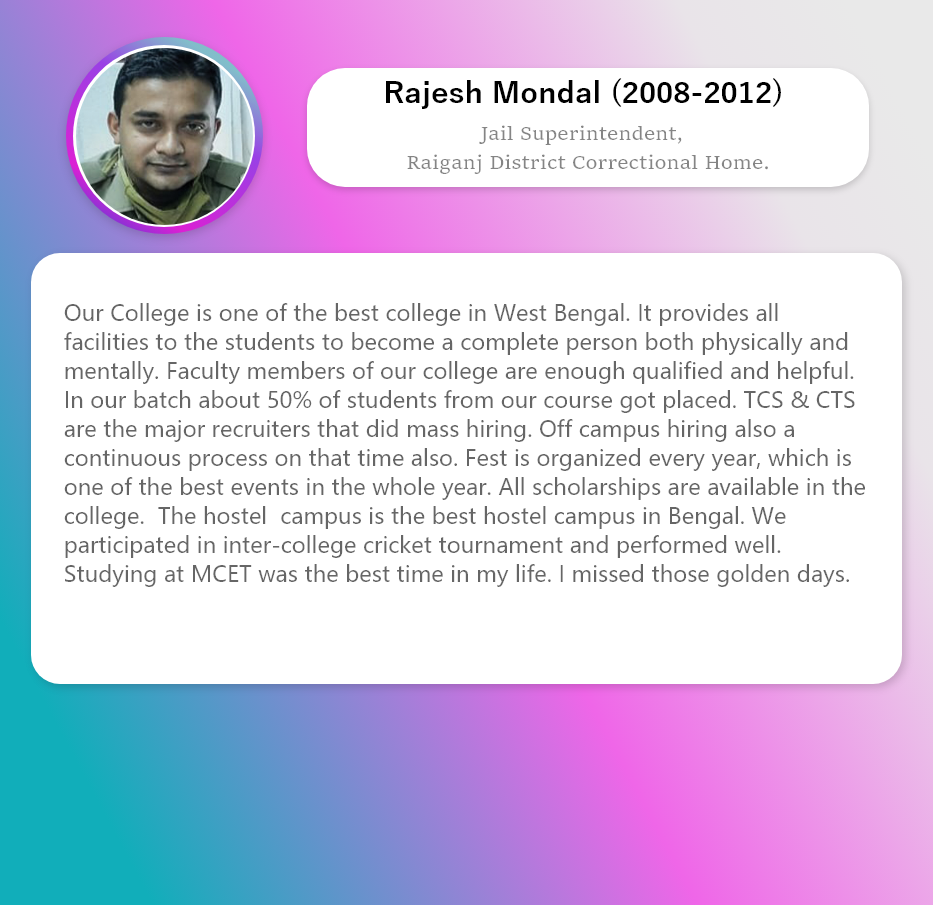 Rajesh Mondal (2008-2012)
Jail Superintendent,
Raiganj District Correctional Home.
Our College is one of the best college in West Bengal. It provides all
facilities to the students to become a complete person both physically and
mentally. Faculty members of our college are enough qualified and helpful.
In our batch about 50% of students from our course got placed. TCS & CTS
are the major recruiters that did mass hiring. Off campus hiring also a
continuous process on that time also. Fest is organized every year, which is
one of the best events in the whole year. All scholarships are available in the
college.  The hostel  campus is the best hostel campus in Bengal. We
participated in inter-college cricket tournament and performed well.
Studying at MCET was the best time in my life. I missed those golden days.